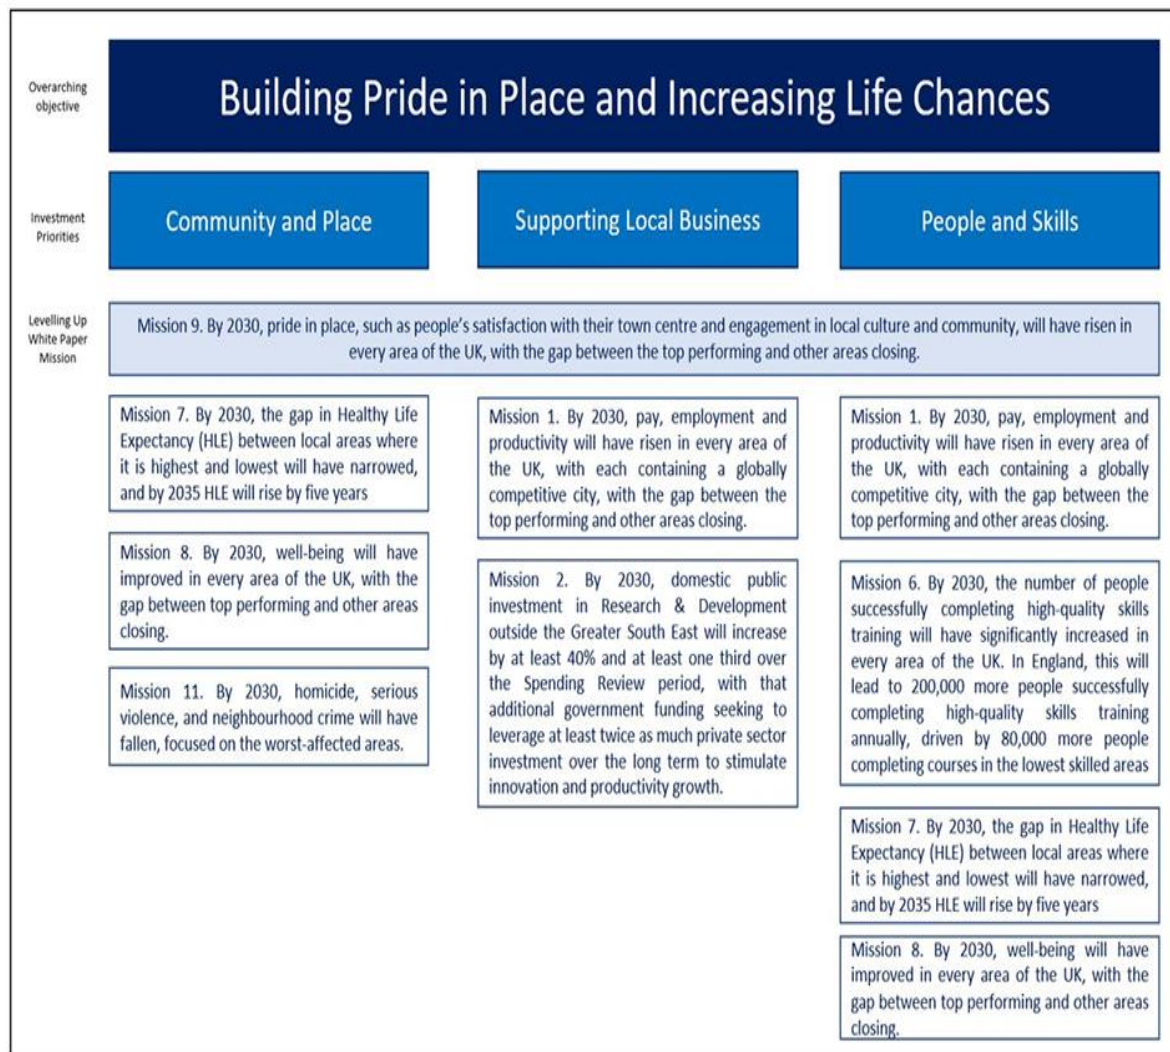 Overarching
objective
Building Pride in Place and Increasing Life Chances
Investment
Priorities
Community and Place
Supporting Local Business
People and Skills
Levelling Up
White Paper
Mission
Mission 9. By 2030, pride in place, such as people's satisfaction with their town centre and engagement in local culture and community, will have risen in
every area of the UK, with the gap between the top performing and other areas closing.
Mission 7. By 2030, the gap in Healthy Life
Expectancy (HLE) between local areas where
it is highest and lowest will have narrowed,
and by 2035 HLE will rise by five years
Mission 8. By 2030, well-being will have
improved in every area of the UK, with the
gap between top performing and other areas
closing.
Mission 11. By 2030, homicide, serious
violence, and neighbourhood crime will have
fallen, focused on the worst-affected areas.
Mission 1. By 2030, pay, employment and
productivity will have risen in every area of
the UK, with each containing a globally
competitive city, with the gap between the
top performing and other areas closing.
Mission 2. By 2030, domestic public
investment in Research & Development
outside the Greater South East will increase
by at least 40% and at least one third over
the Spending Review period, with that
additional government funding seeking to
leverage at least twice as much private sector
investment over the long term to stimulate
innovation and productivity growth.
Mission 1. By 2030, pay, employment and
productivity will have risen in every area of
the UK, with each containing a globally
competitive city, with the gap between the
top performing and other areas closing.
Mission 6. By 2030, the number of people
successfully completing high-quality skills
training will have significantly increased in
every area of the UK. In England, this will
lead to 200,000 more people successfully
completing high-quality skills training
annually, driven by 80,000 more people
completing courses in the lowest skilled areas
Mission 7. By 2030, the gap in Healthy Life
Expectancy (HLE) between local areas where
it is highest and lowest will have narrowed,
and by 2035 HLE will rise by five years
Mission 8. By 2030, well-being will have
improved in every area of the UK, with the
gap between top performing and other areas
closing.